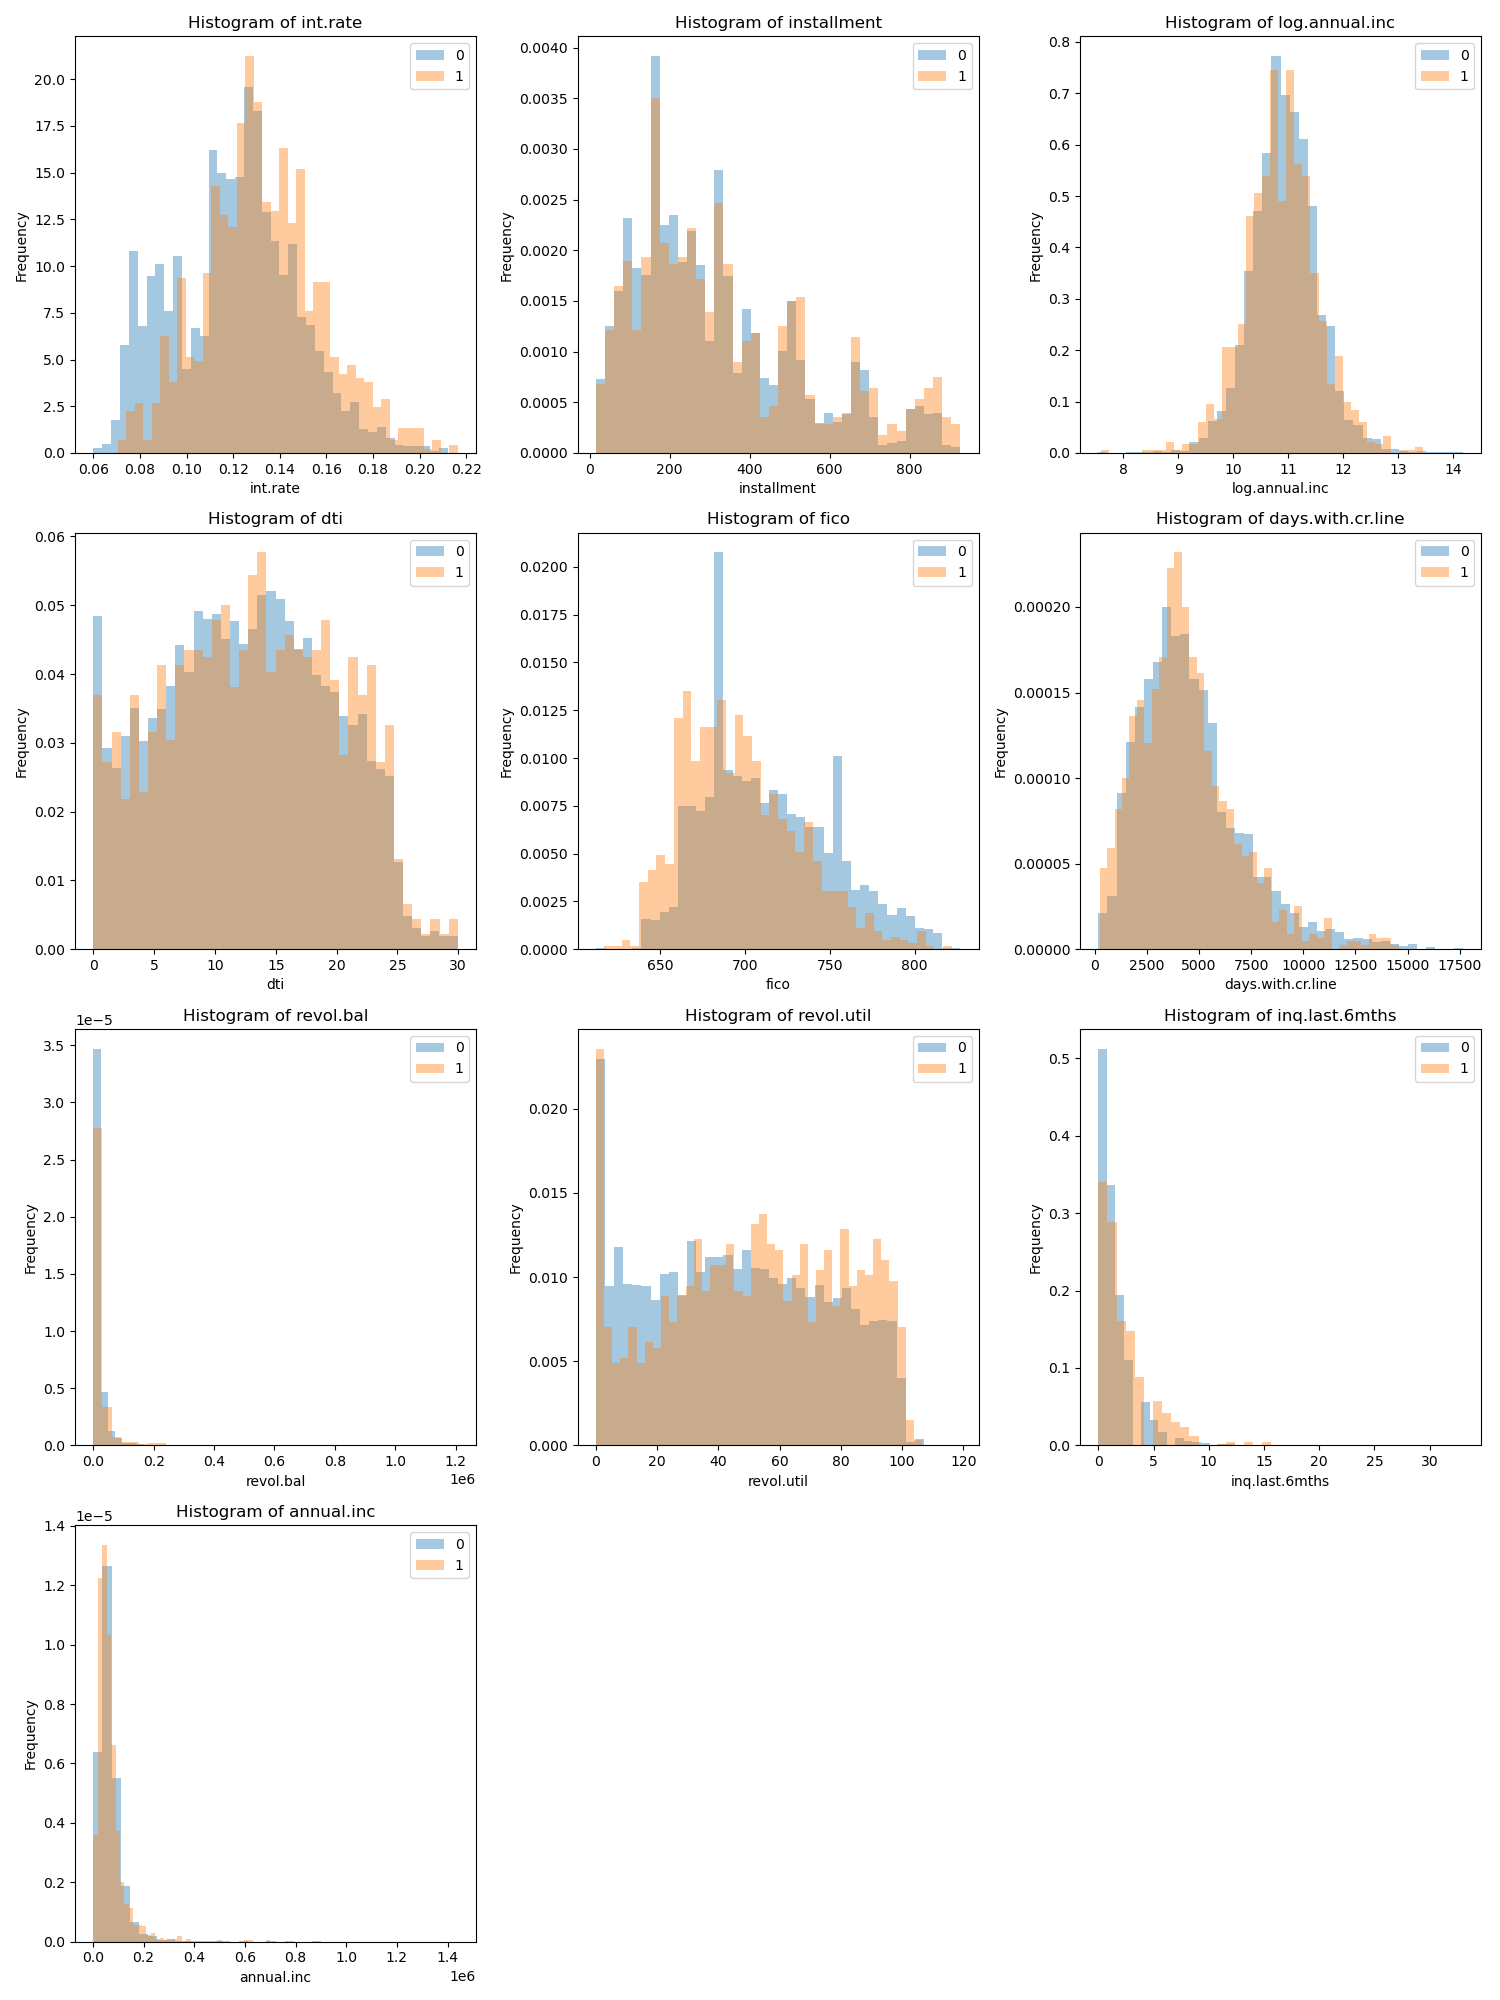 Histogram of int.rate
0
1
20.0
17.5
15.0
12.5
10.0
7.5
5.0
2.5
0.0
Frequency
0.06 0.08 0.10 0.12 0.14 0.16 0.18 0.20 0.22
int.rate
Histogram of installment
0
1
0.0040
0.0035
0.0030
0.0025
0.0020
0.0015
0.0010
0.0005
0.0000
Frequency
0 200 400 600 800
installment
Histogram of log.annual.inc
0
1
0.8
0.7
0.6
0.5
0.4
0.3
0.2
0.1
0.0
Frequency
8 9 10 11 12 13 14
log.annual.inc
Histogram of dti
0
1
0.06
0.05
0.04
0.03
0.02
0.01
0.00
Frequency
0 5 10 15 20 25 30
dti
Histogram of fico
0
1
0.0200
0.0175
0.0150
0.0125
0.0100
0.0075
0.0050
0.0025
0.0000
Frequency
650 700 750 800
fico
Histogram of days.with.cr.line
0
1
0.00020
0.00015
0.00010
0.00005
0.00000
Frequency
0 2500 5000 7500 10000 12500 15000 17500
days.with.cr.line
Histogram of revol.bal
1e−5
0
1
3.5
3.0
2.5
2.0
1.5
1.0
0.5
0.0
Frequency
0.0 0.2 0.4 0.6 0.8 1.0 1.2
1e6
revol.bal
Histogram of revol.util
0
1
0.020
0.015
0.010
0.005
0.000
Frequency
0 20 40 60 80 100 120
revol.util
Histogram of inq.last.6mths
0
1
0.5
0.4
0.3
0.2
0.1
0.0
Frequency
0 5 10 15 20 25 30
inq.last.6mths
Histogram of annual.inc
1e−5
0
1
1.4
1.2
1.0
0.8
0.6
0.4
0.2
0.0
Frequency
0.0 0.2 0.4 0.6 0.8 1.0 1.2 1.4
1e6
annual.inc